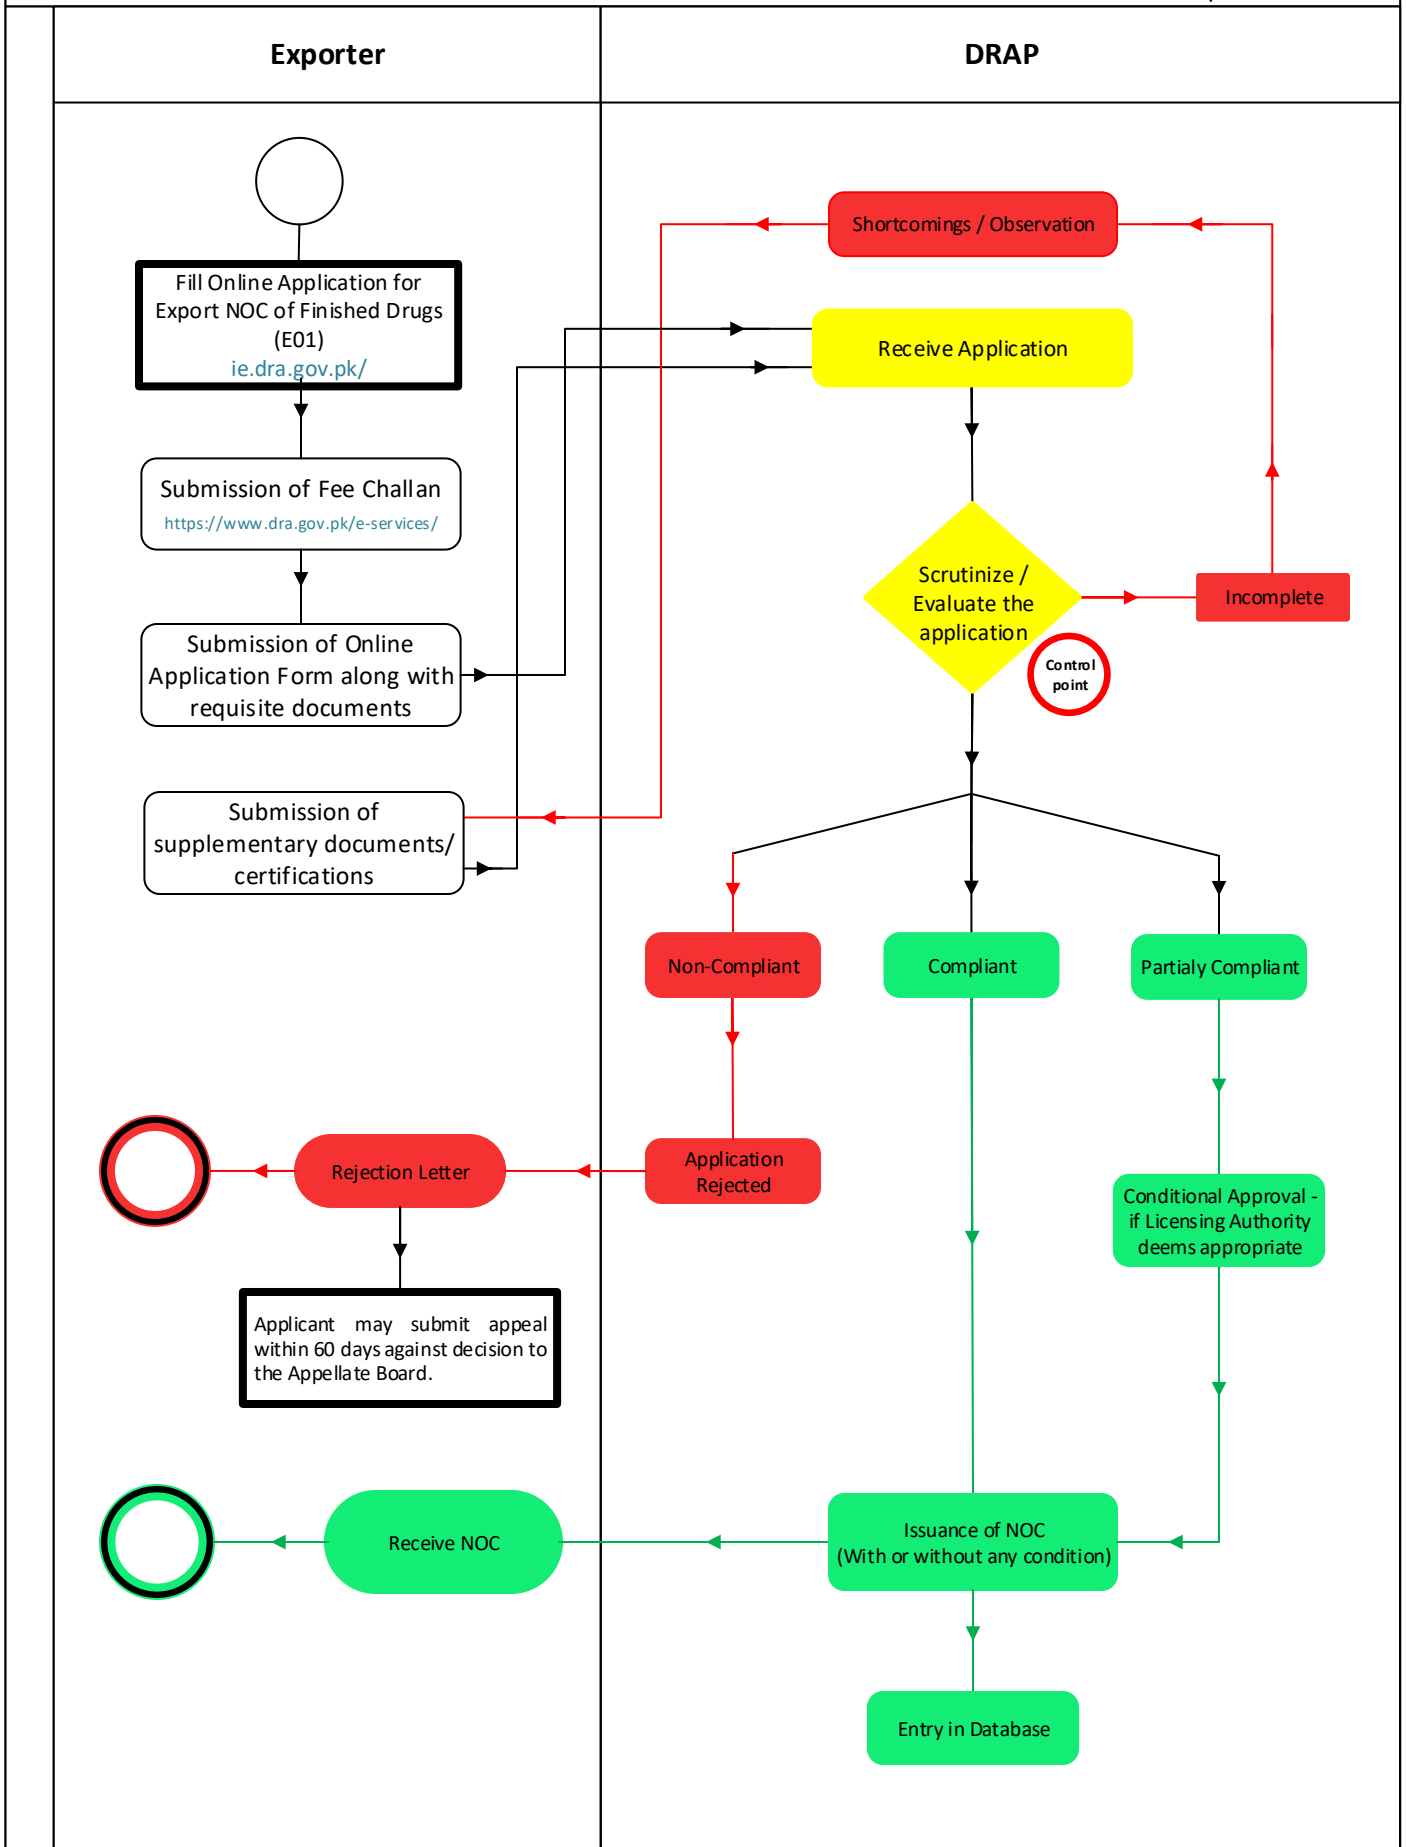 Exporter
DRAP
Shortcomings / Observation
Fill Online Application for
Export NOC of Finished Drugs
(E01)
ie.dra.gov.pk/
Receive Application
Submission of Fee Challan
https://www.dra.gov.pk/e-services/
Scrutinize /
Evaluate the
application
Incomplete
Control
point
Submission of Online
Application Form along with
requisite documents
Submission of
supplementary documents/
certifications
Non-Compliant
Compliant
Partialy Compliant
Rejection Letter
Application
Rejected
Conditional Approval -
if Licensing Authority
deems appropriate
Applicant may submit appeal
within 60 days against decision to
the Appellate Board.
Receive NOC
Issuance of NOC
(With or without any condition)
Entry in Database